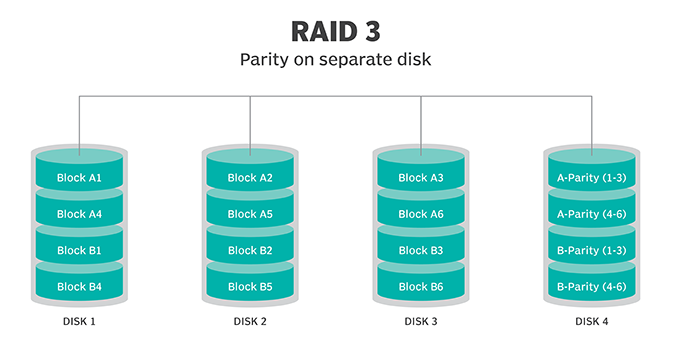 RAID 3
Parity on separate disk
Block A1
Block A2
Block A3
A-Parity (1-3)
Block A4
Block A5
Block A6
A-Parity (4-6)
Block B1
Block B2
Block B3
B-Parity (1-3)
Block B4
Block B5
Block B6
B-Parity (4-6)
DISK 1
DISK 2
DISK 3
DISK 4